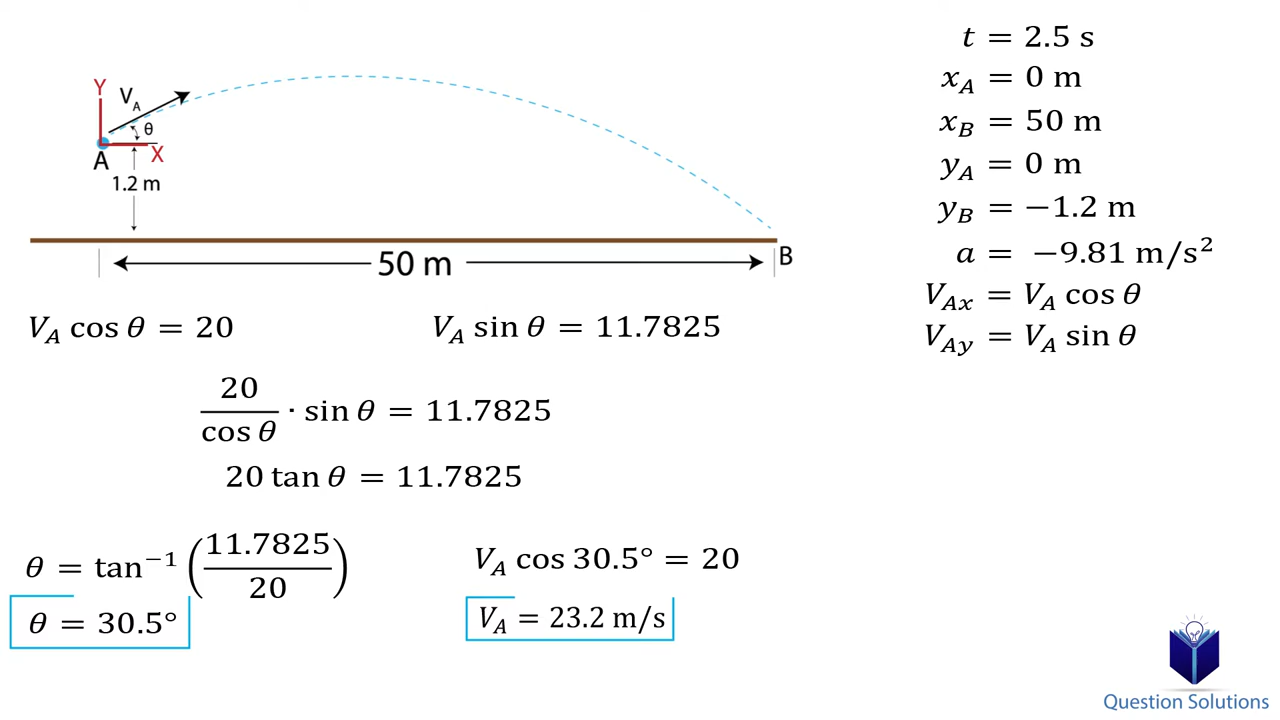 Y
V_A
θ
A
X
1.2 m
50 m
B
t = 2.5 s
x_A = 0 m
x_B = 50 m
y_A = 0 m
y_B = −1.2 m
a = −9.81 m/s²
V_Ax = V_A cos θ
V_Ay = V_A sin θ
V_A cos θ = 20
V_A sin θ = 11.7825
20/cos θ · sin θ = 11.7825
20 tan θ = 11.7825
θ = tan⁻¹ (11.7825/20)
θ = 30.5°
V_A cos 30.5° = 20
V_A = 23.2 m/s
Question Solutions